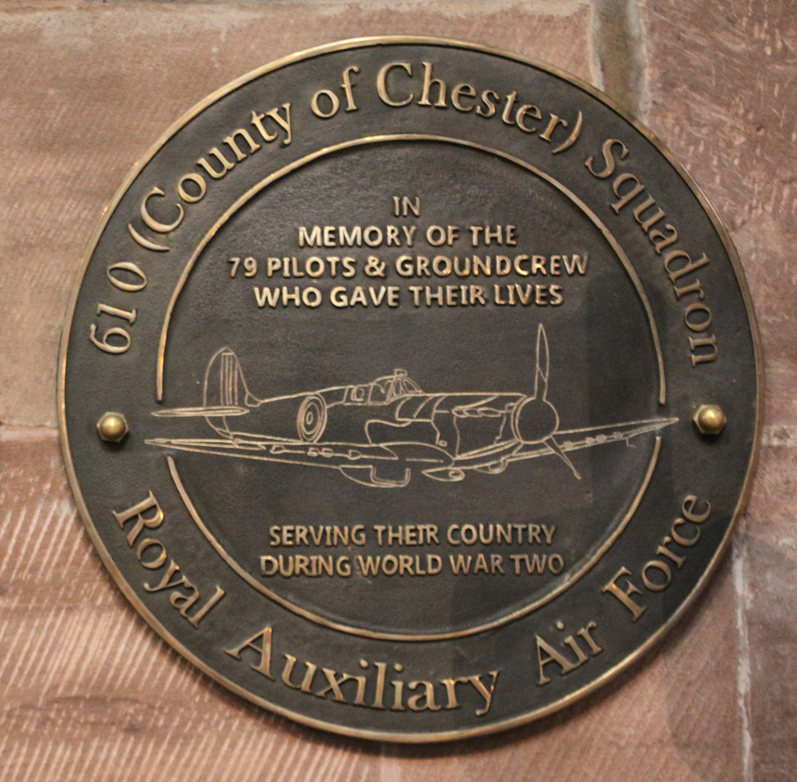 610 (County of Chester) Squadron
IN
MEMORY OF THE
79 PILOTS & GROUNDCREW
WHO GAVE THEIR LIVES
SERVING THEIR COUNTRY
DURING WORLD WAR TWO
Royal Auxiliary Air Force